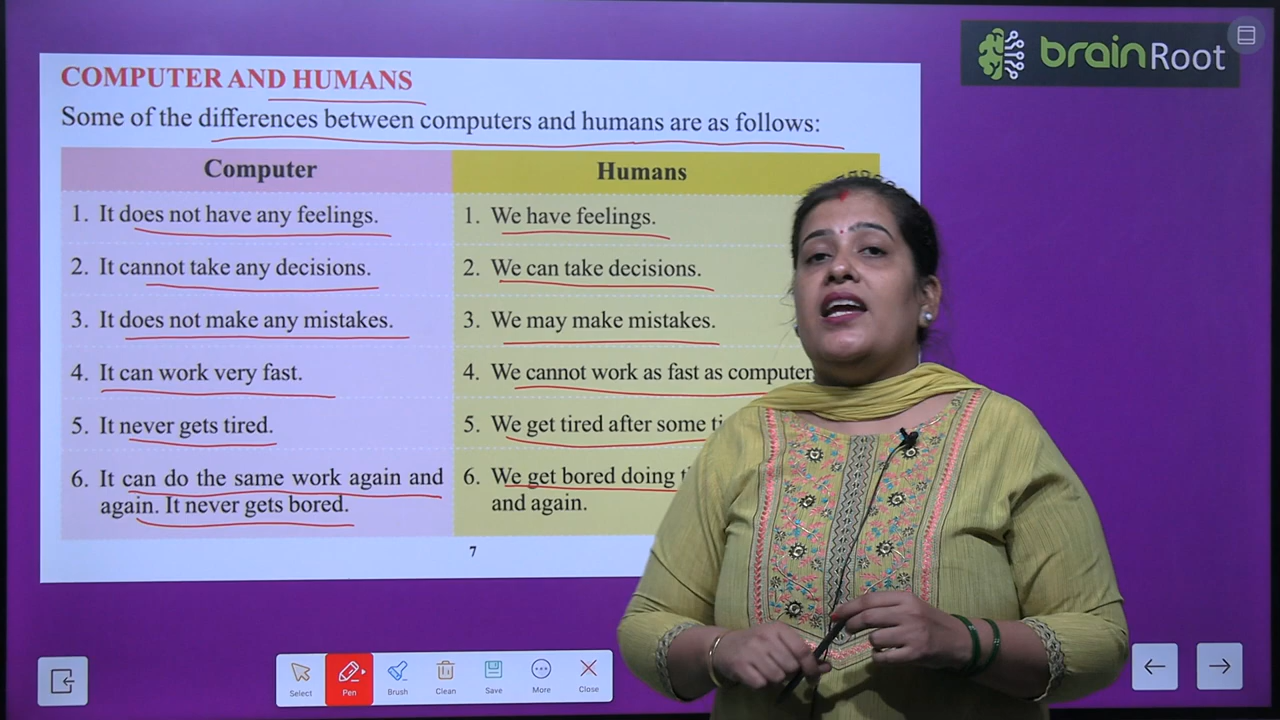 brainRoot
COMPUTER AND HUMANS
Some of the differences between computers and humans are as follows:
Computer
Humans
1. It does not have any feelings.
1. We have feelings.
2. It cannot take any decisions.
2. We can take decisions.
3. It does not make any mistakes.
3. We may make mistakes.
4. It can work very fast.
4. We cannot work as fast as computer
5. It never gets tired.
5. We get tired after some
6. It can do the same work again and
again. It never gets bored.
6. We get bored doing
and again.
7
Select
Pen
Brush
Clean
Save
More
Close